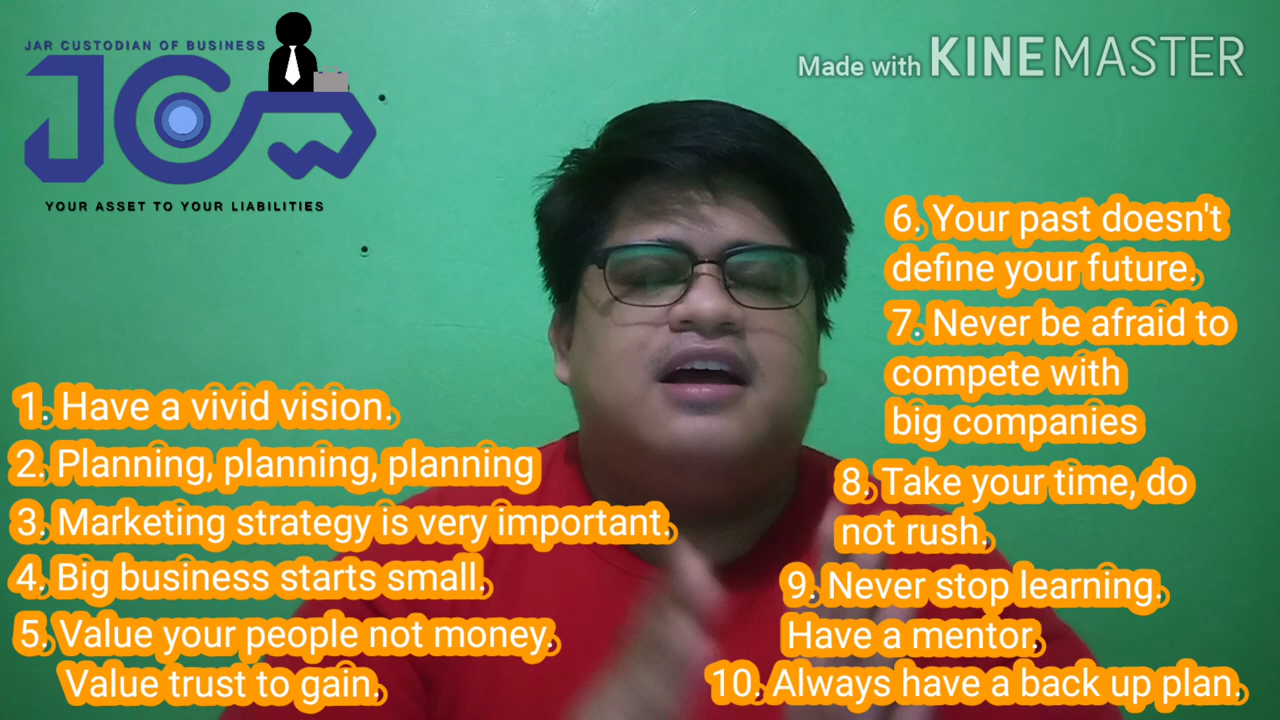 JAR CUSTODIAN OF BUSINESS
JCB
YOUR ASSET TO YOUR LIABILITIES
Made with KINEMASTER
1. Have a vivid vision.
2. Planning, planning, planning
3. Marketing strategy is very important.
4. Big business starts small.
5. Value your people not money.
Value trust to gain.
6. Your past doesn't
define your future.
7. Never be afraid to
compete with
big companies
8. Take your time, do
not rush.
9. Never stop learning.
Have a mentor.
10. Always have a back up plan.